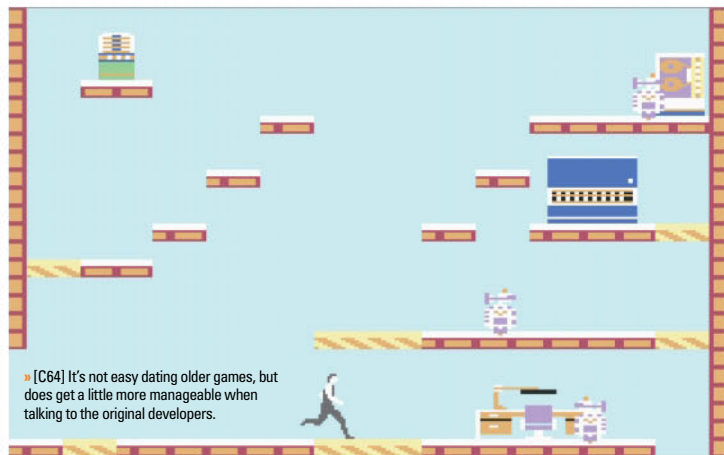 » [C64] It's not easy dating older games, but
does get a little more manageable when
talking to the original developers.